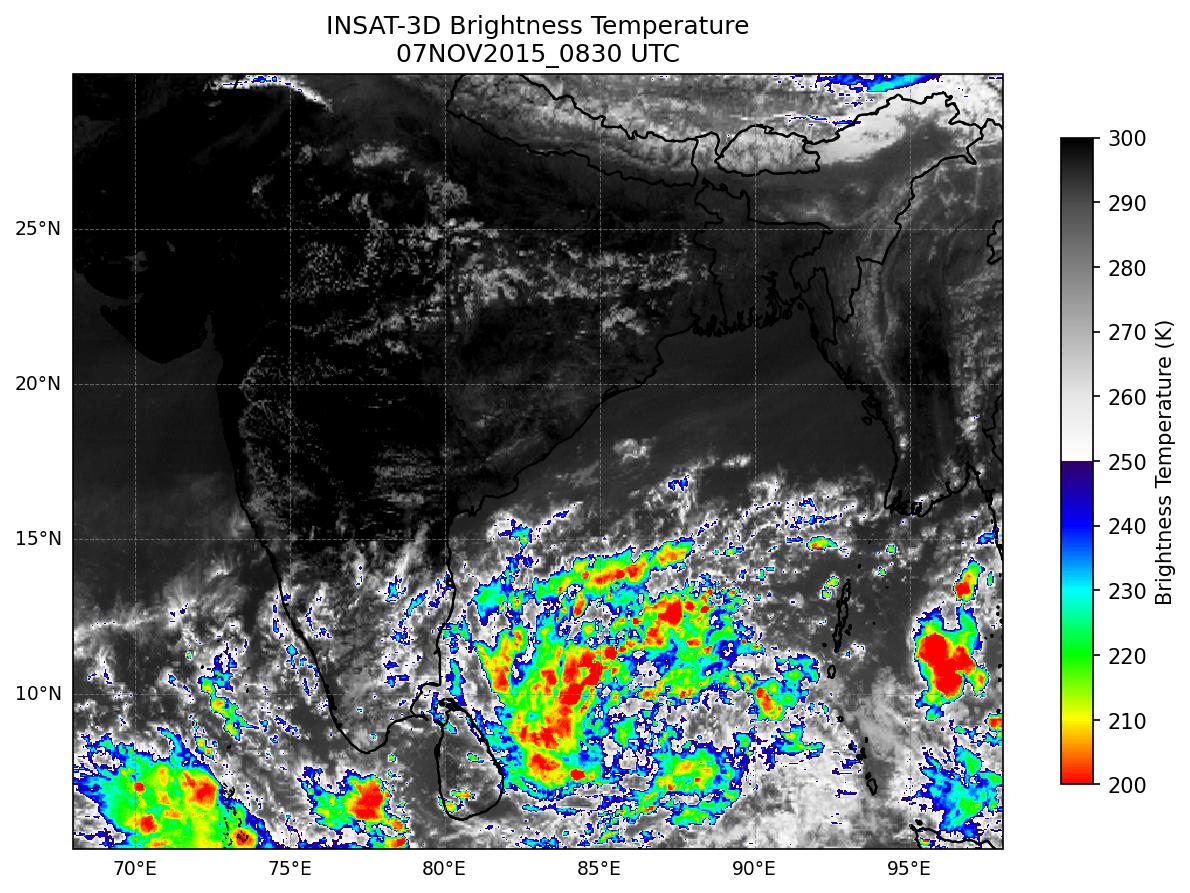 INSAT-3D Brightness Temperature
07NOV2015_0830 UTC
25°N
20°N
15°N
10°N
70°E
75°E
80°E
85°E
90°E
95°E
300
290
280
270
260
250
240
230
220
210
200
Brightness Temperature (K)